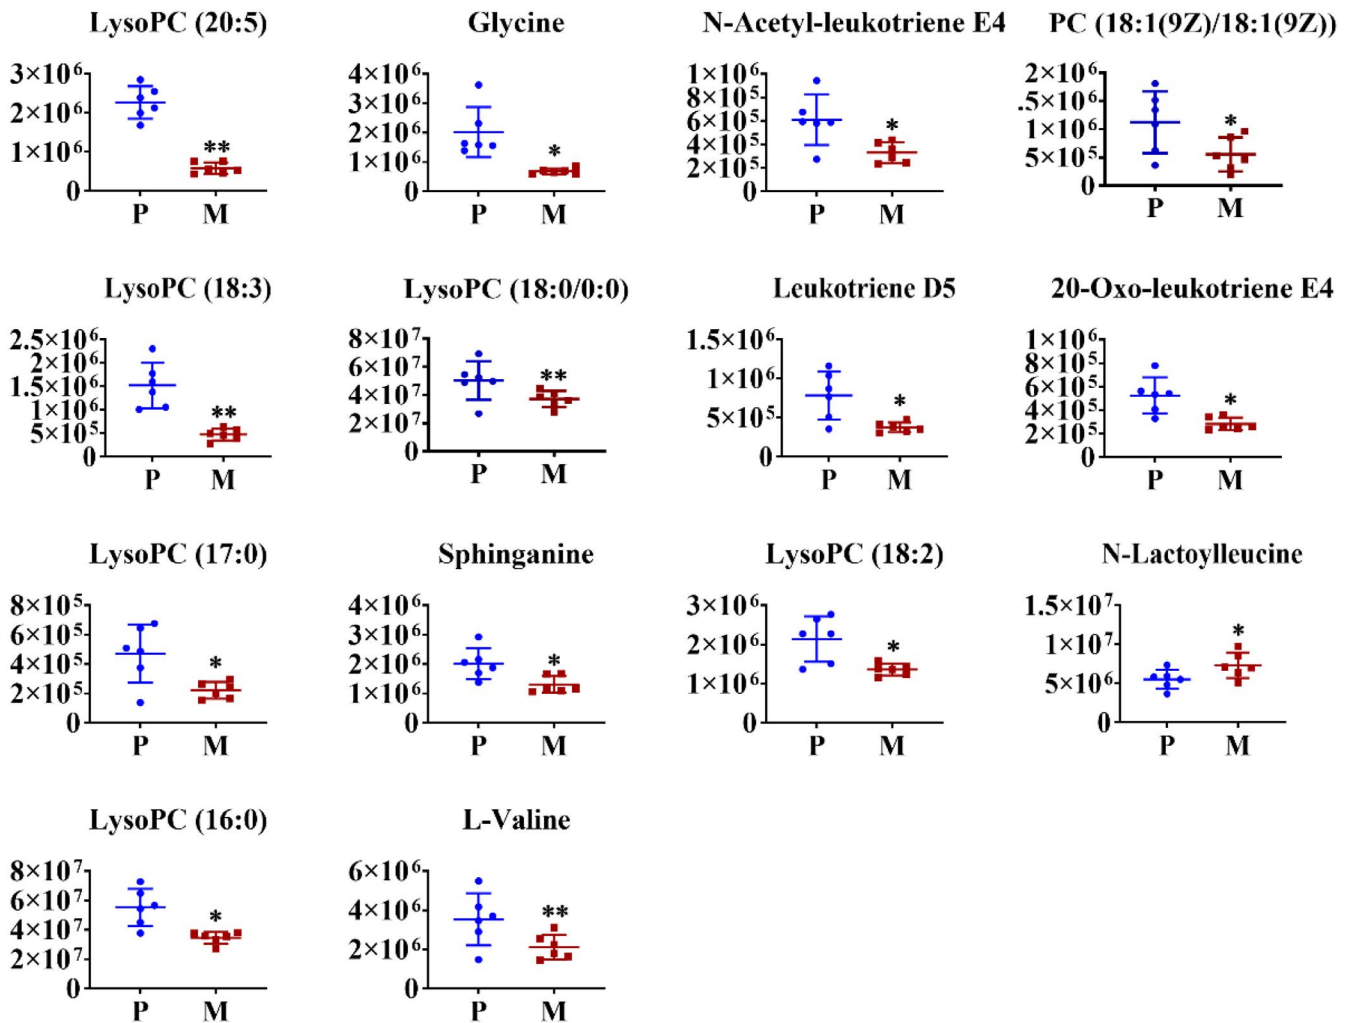 LysoPC (20:5)
3×10⁶
2×10⁶
1×10⁶
0
**
P M
Glycine
4×10⁶
3×10⁶
2×10⁶
1×10⁶
0
*
P M
N-Acetyl-leukotriene E4
1×10⁶
8×10⁵
6×10⁵
4×10⁵
2×10⁵
0
*
P M
PC (18:1(9Z)/18:1(9Z))
2×10⁶
.5×10⁶
1×10⁶
5×10⁵
0
*
P M
LysoPC (18:3)
2.5×10⁶
2×10⁶
1.5×10⁶
1×10⁶
5×10⁵
0
**
P M
LysoPC (18:0/0:0)
8×10⁷
6×10⁷
4×10⁷
2×10⁷
0
**
P M
Leukotriene D5
1.5×10⁶
1×10⁶
5×10⁵
0
*
P M
20-Oxo-leukotriene E4
1×10⁶
8×10⁵
6×10⁵
4×10⁵
2×10⁵
0
*
P M
LysoPC (17:0)
8×10⁵
6×10⁵
4×10⁵
2×10⁵
0
*
P M
Sphinganine
4×10⁶
3×10⁶
2×10⁶
1×10⁶
0
*
P M
LysoPC (18:2)
3×10⁶
2×10⁶
1×10⁶
0
*
P M
N-Lactoylleucine
1.5×10⁷
1×10⁷
5×10⁶
0
*
P M
LysoPC (16:0)
8×10⁷
6×10⁷
4×10⁷
2×10⁷
0
*
P M
L-Valine
6×10⁶
4×10⁶
2×10⁶
0
**
P M